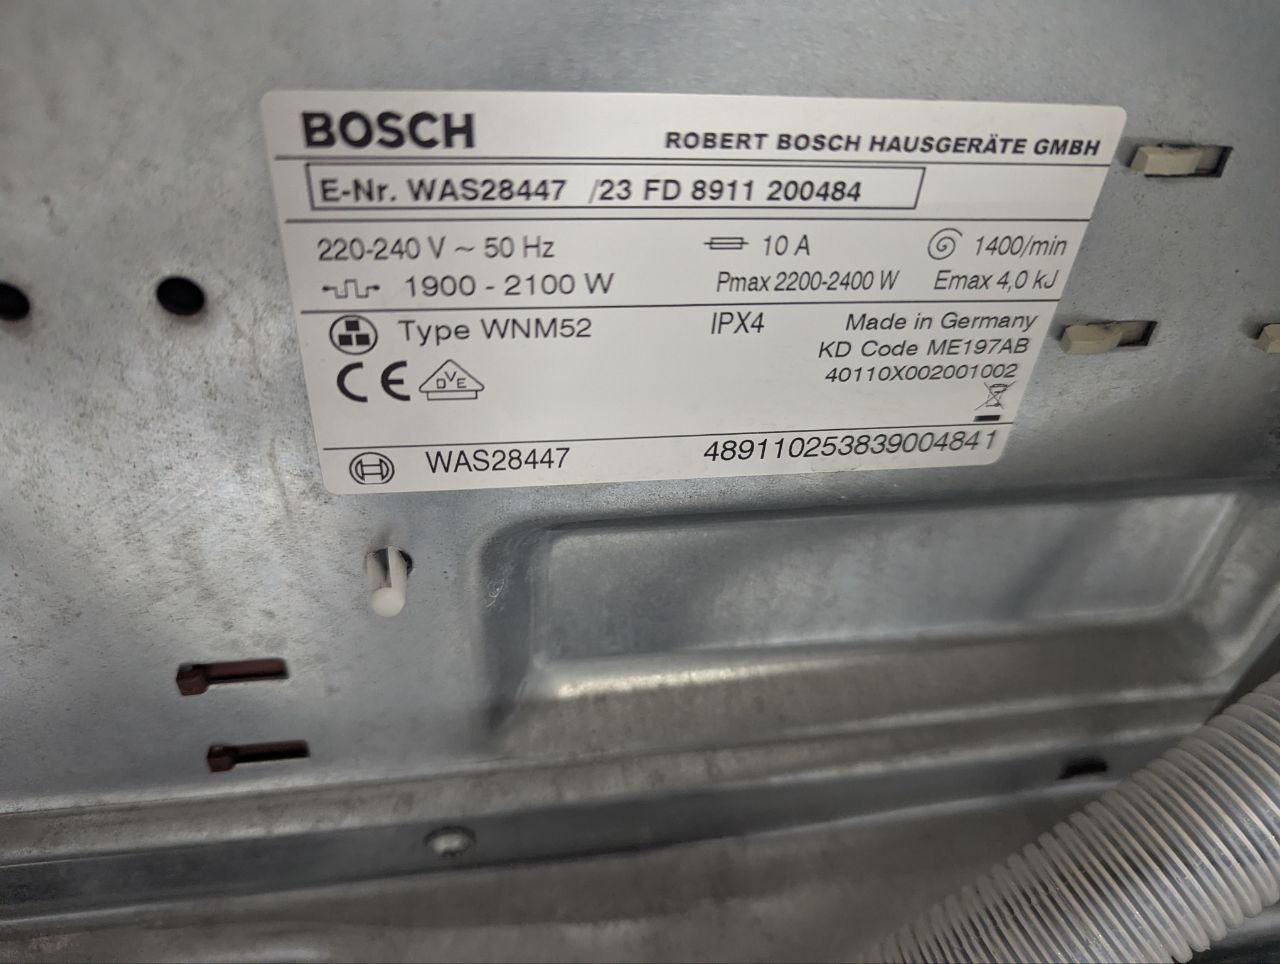 BOSCH
ROBERT BOSCH HAUSGERÄTE GMBH
E-Nr. WAS28447 /23 FD 8911 200484
220-240 V ~ 50 Hz 10 A 1400/min
1900 - 2100 W Pmax 2200-2400 W Emax 4,0 kJ
Type WNM52 IPX4 Made in Germany
KD Code ME197AB
CE DVE 40110X002001002
WAS28447 489110253839004841